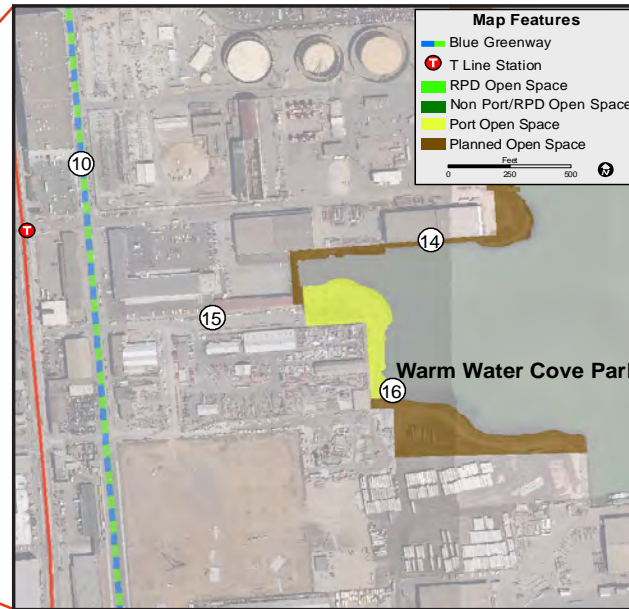 Map Features
Blue Greenway
T T Line Station
RPD Open Space
Non Port/RPD Open Space
Port Open Space
Planned Open Space
Feet
0 250 500
N
10
T
14
15
Warm Water Cove Park
16